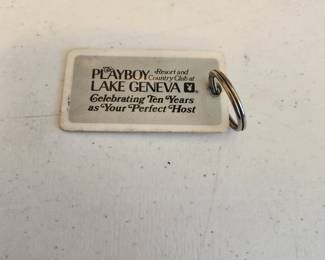 The PLAYBOY Resort and Country Club at
LAKE GENEVA
Celebrating Ten Years
as Your Perfect Host